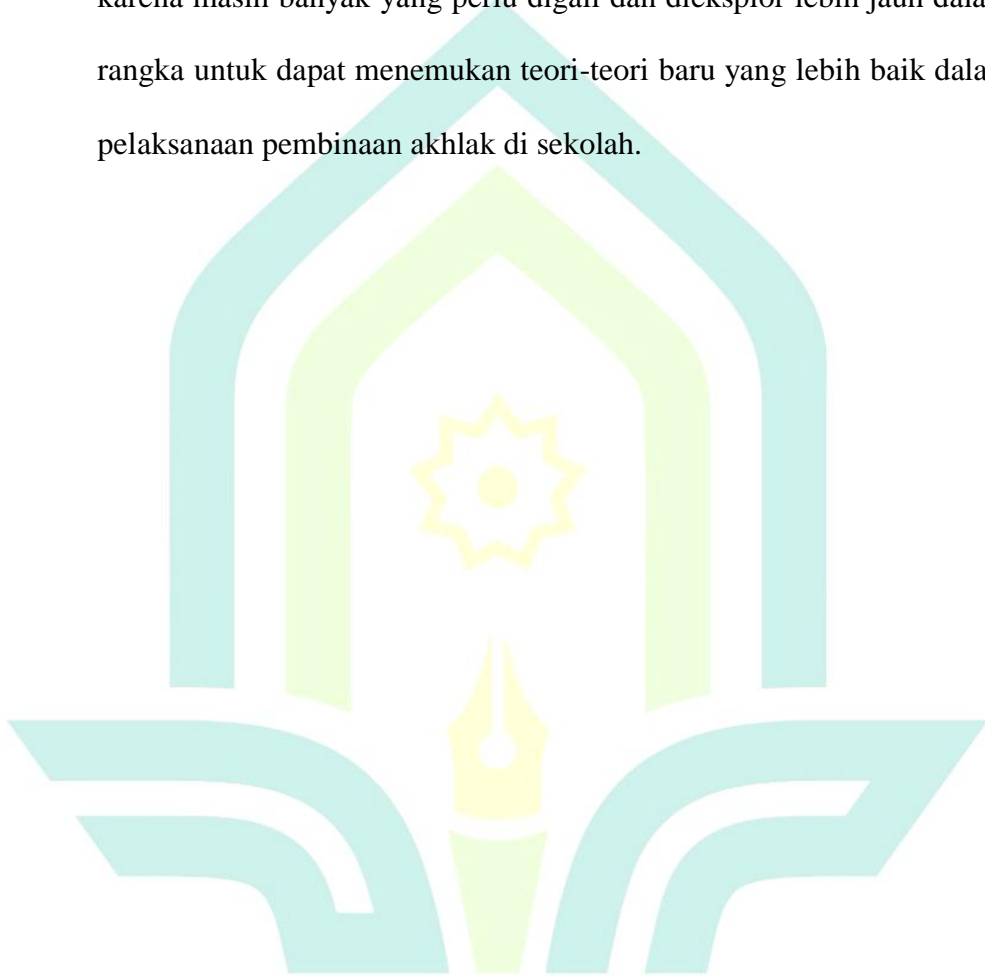 karena masih banyak yang perlu digali dan dieksplor lebih jauh
rangka untuk dapat menemukan teori-teori baru yang lebih baik
pelaksanaan pembinaan akhlak di sekolah.